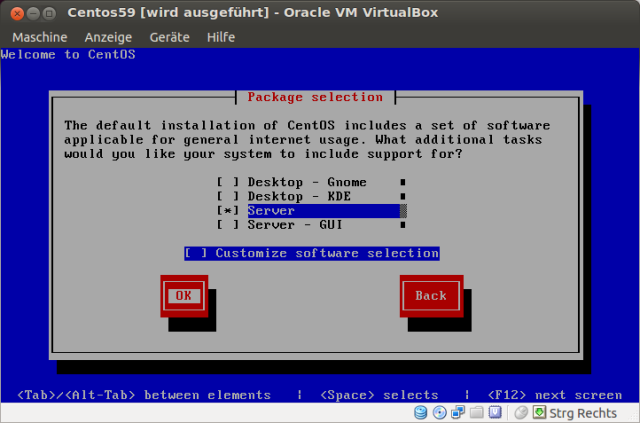 Centos59 [wird ausgeführt] - Oracle VM VirtualBox
Maschine Anzeige Geräte Hilfe
Welcome to CentOS
Package selection
The default installation of CentOS includes a set of software
applicable for general internet usage. What additional tasks
would you like your system to include support for?
[ ] Desktop - Gnome
[ ] Desktop - KDE
[*] Server
[ ] Server - GUI
[ ] Customize software selection
OK Back
<Tab>/<Alt-Tab> between elements | <Space> selects | <F12> next screen
Strg Rechts